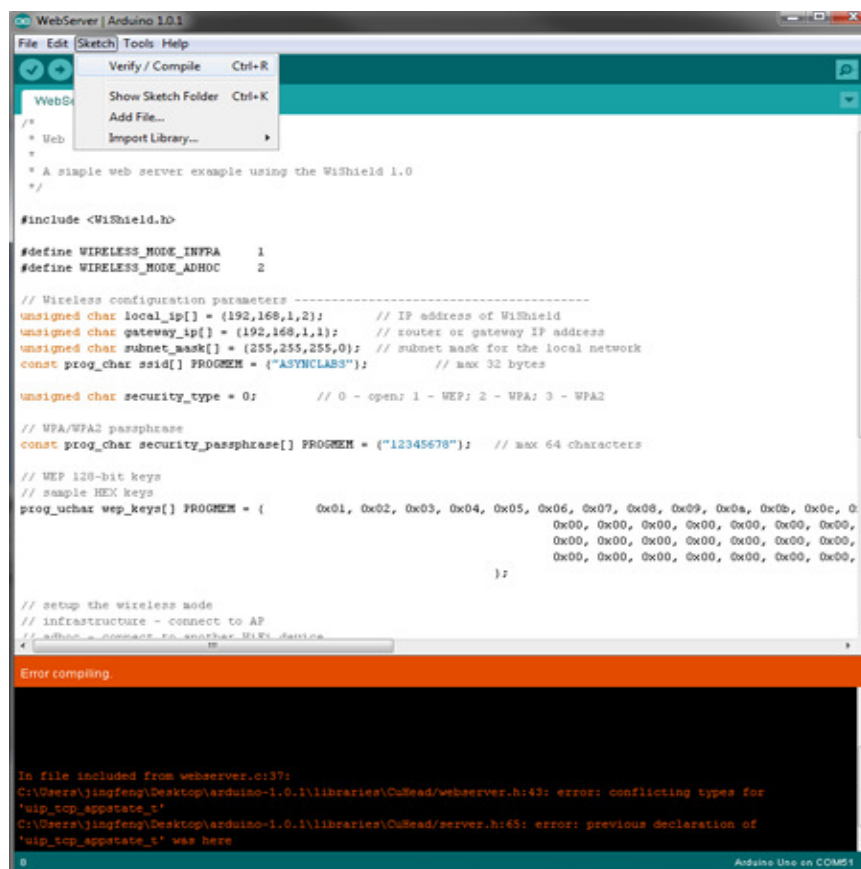 WebServer | Arduino 1.0.1
File Edit Sketch Tools Help
Verify / Compile Ctrl+R
WebS
Show Sketch Folder Ctrl+K
Add File...
Import Library...
/*
* Web
*
* A simple web server example using the WiShield 1.0
*/
#include <WiShield.h>
#define WIRELESS_MODE_INFRA 1
#define WIRELESS_MODE_ADHOC 2
// Wireless configuration parameters ----------------------------------------
unsigned char local_ip[] = {192,168,1,2}; // IP address of WiShield
unsigned char gateway_ip[] = {192,168,1,1}; // router or gateway IP address
unsigned char subnet_mask[] = {255,255,255,0}; // subnet mask for the local network
const prog_char ssid[] PROGMEM = {"ASYNCLABS"}; // max 32 bytes
unsigned char security_type = 0; // 0 - open; 1 - WEP; 2 - WPA; 3 - WPA2
// WPA/WPA2 passphrase
const prog_char security_passphrase[] PROGMEM = {"12345678"}; // max 64 characters
// WEP 128-bit keys
// sample HEX keys
prog_uchar wep_keys[] PROGMEM = { 0x01, 0x02, 0x03, 0x04, 0x05, 0x06, 0x07, 0x08, 0x09, 0x0a, 0x0b, 0x0c, 0
0x00, 0x00, 0x00, 0x00, 0x00, 0x00, 0x00,
0x00, 0x00, 0x00, 0x00, 0x00, 0x00, 0x00,
0x00, 0x00, 0x00, 0x00, 0x00, 0x00, 0x00,
};
// setup the wireless mode
// infrastructure - connect to AP
// adhoc - connect to another WiFi device
Error compiling.
In file included from webserver.c:37:
C:\Users\jingfeng\Desktop\arduino-1.0.1\libraries\CuHead/webserver.h:43: error: conflicting types for
'uip_tcp_appstate_t'
C:\Users\jingfeng\Desktop\arduino-1.0.1\libraries\CuHead/server.h:65: error: previous declaration of
'uip_tcp_appstate_t' was here
8 Arduino Uno on COM51